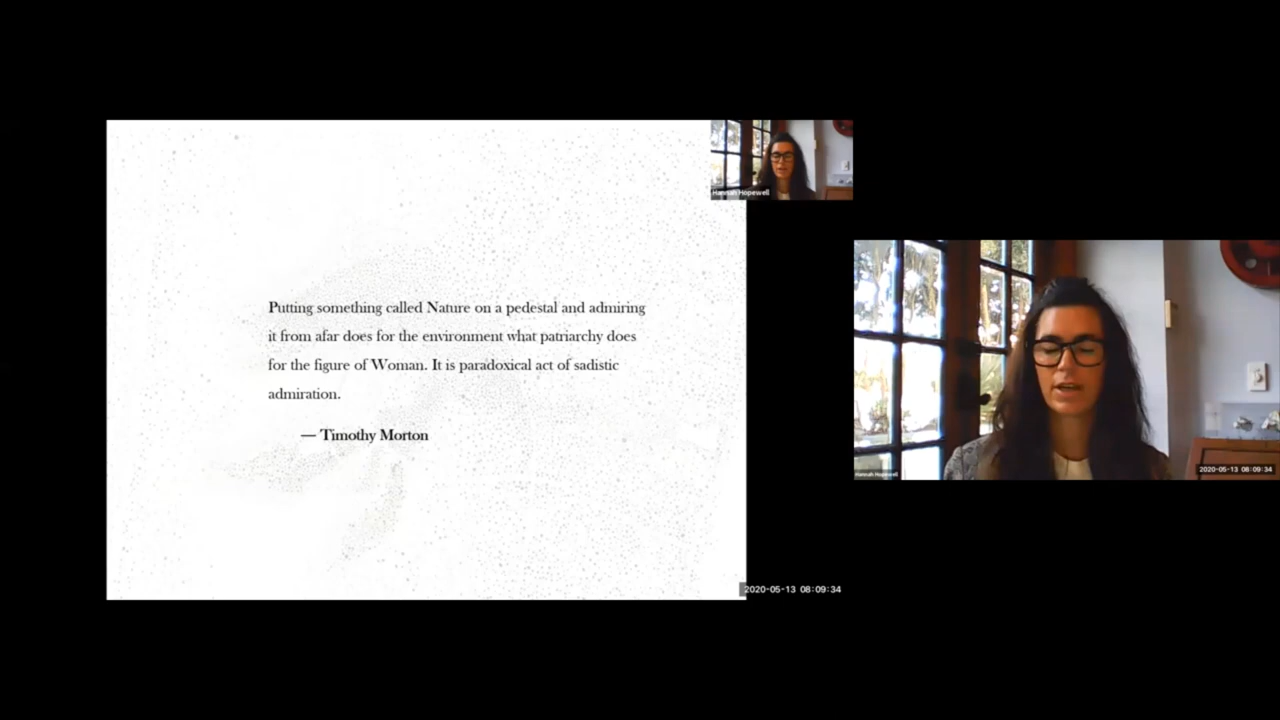 Putting something called Nature on a pedestal and admiring
it from afar does for the environment what patriarchy does
for the figure of Woman. It is paradoxical act of sadistic
admiration.
— Timothy Morton
Hannah Hopewell
Hannah Hopewell
2020-05-13 08:09:34
2020-05-13 08:09:34